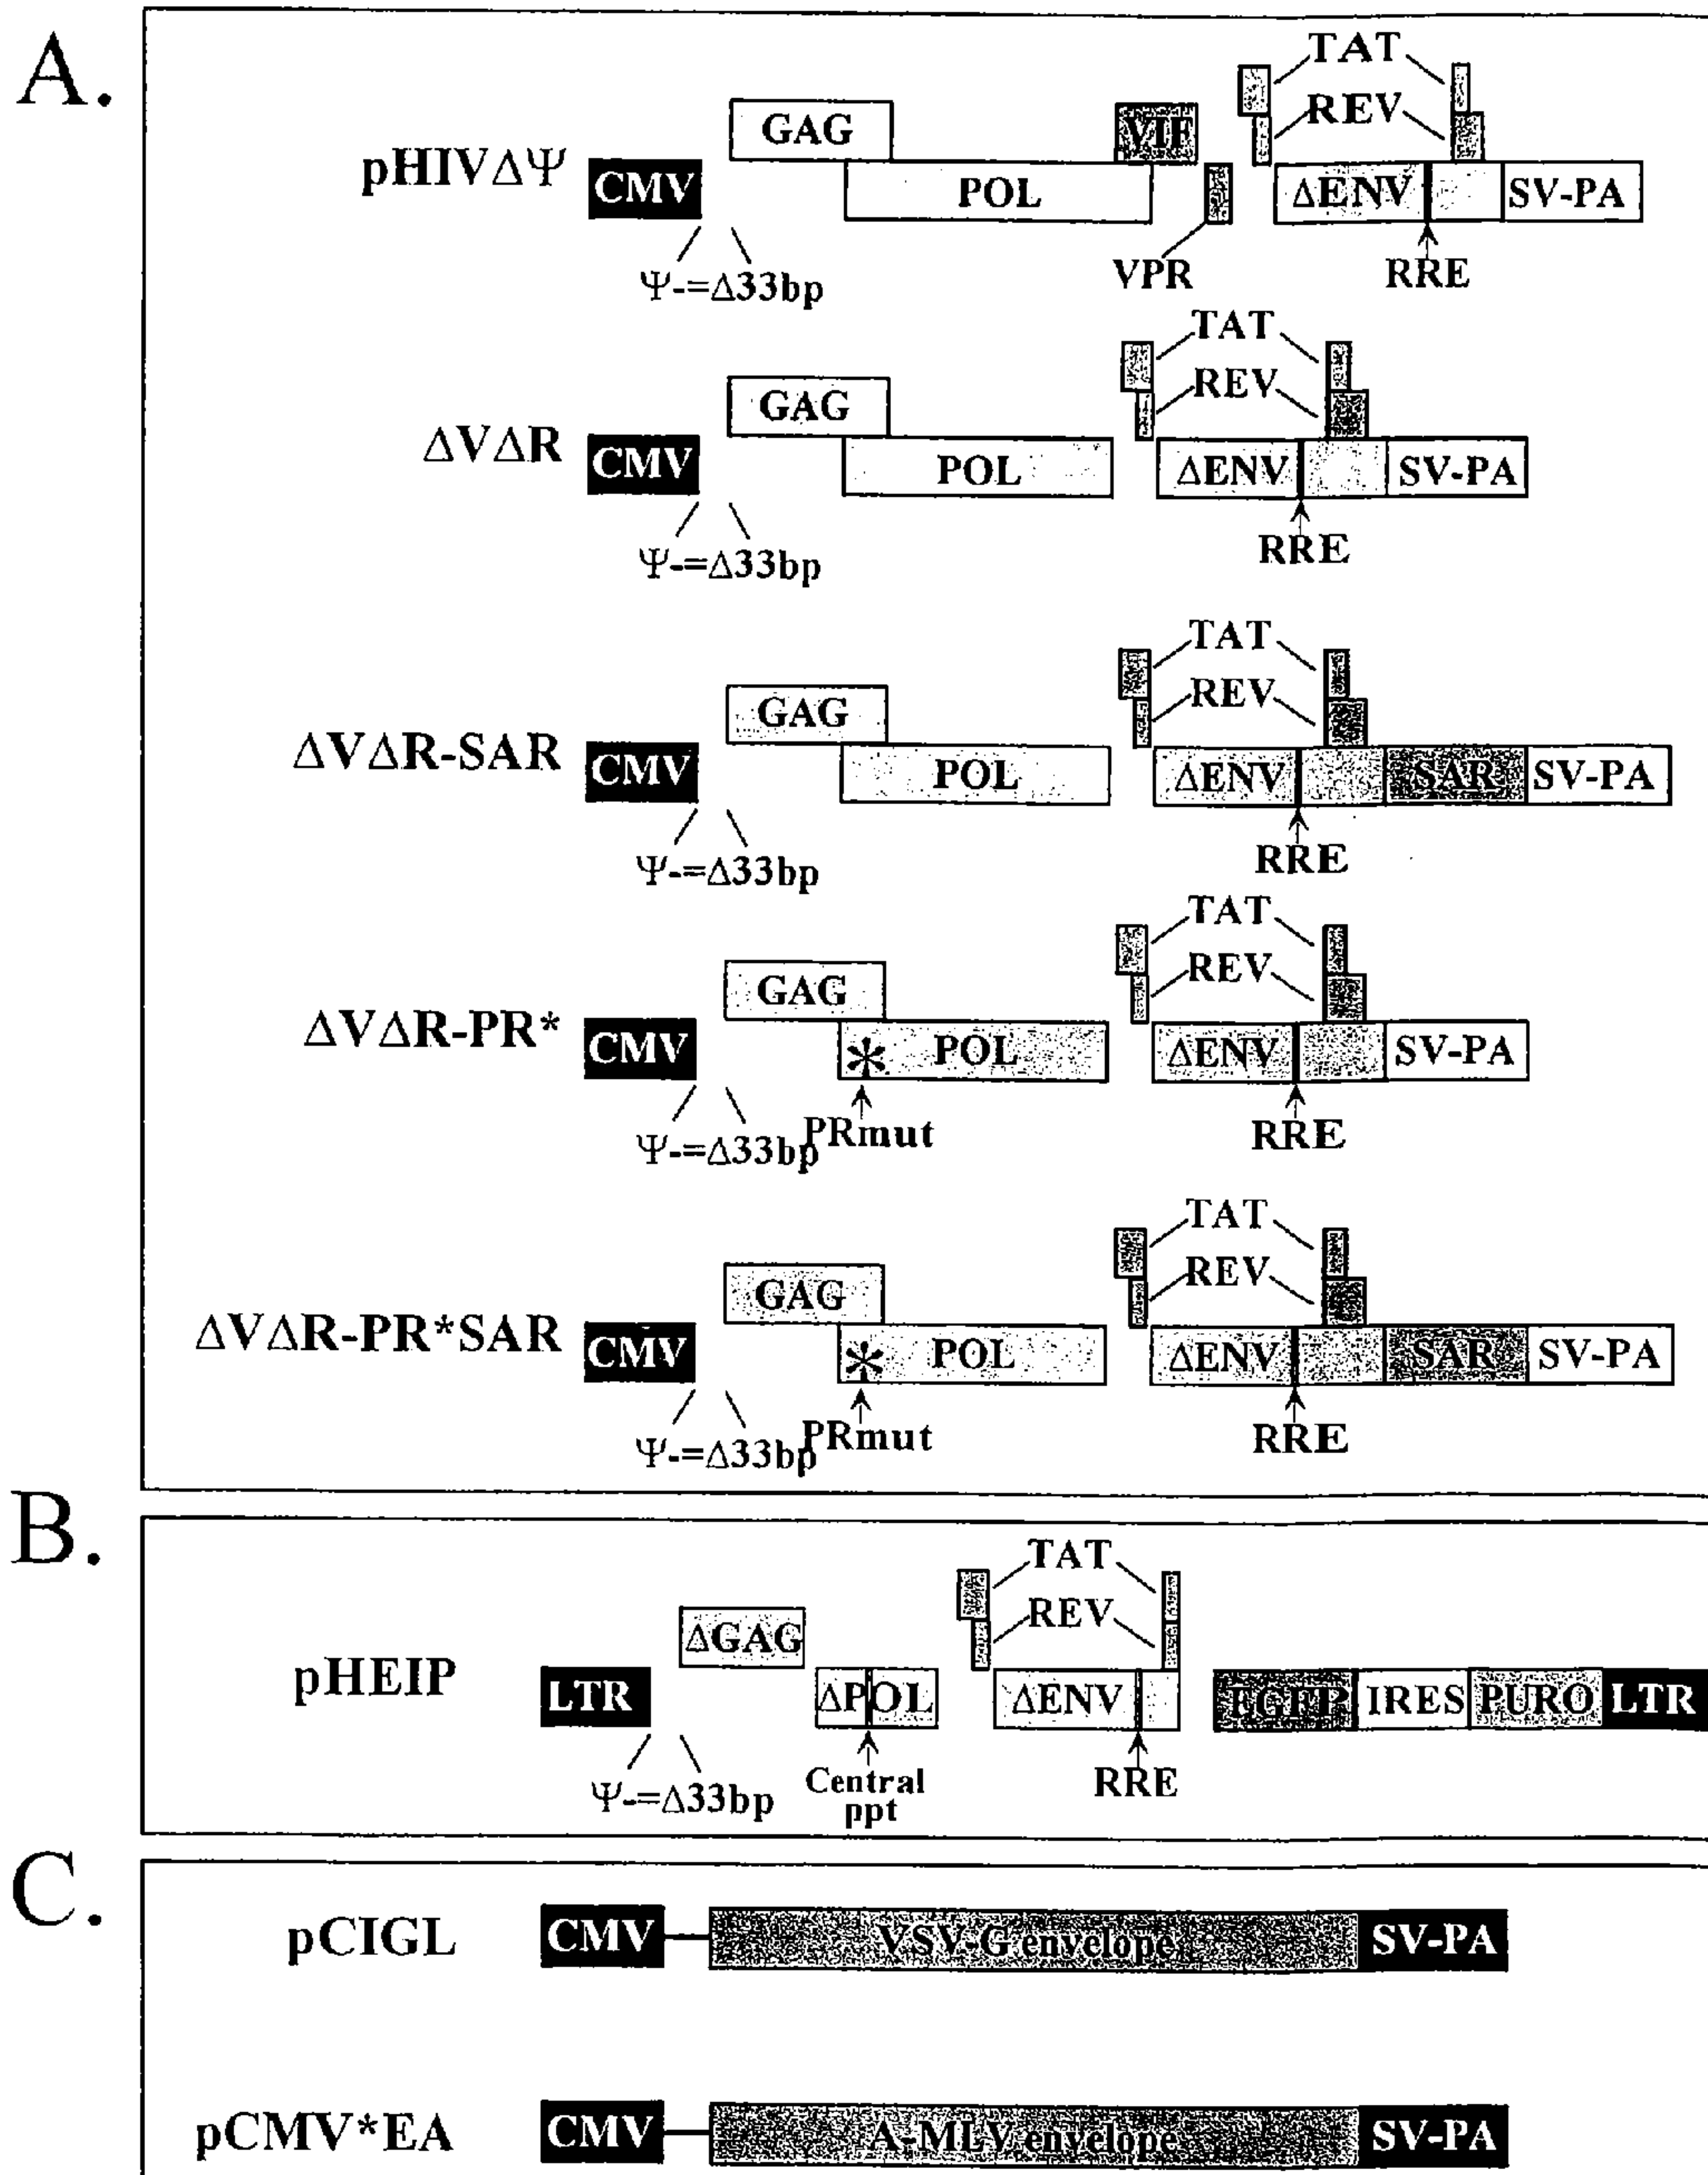 A.
TAT
REV
GAG
VIF
pHIVΔΨ
CMV
POL
ΔENV
SV-PA
Ψ-=Δ33bp
VPR
RRE
TAT
REV
GAG
ΔVΔR
CMV
POL
ΔENV
SV-PA
Ψ-=Δ33bp
RRE
TAT
REV
GAG
ΔVΔR-SAR
CMV
POL
ΔENV
SAR
SV-PA
Ψ-=Δ33bp
RRE
TAT
REV
GAG
ΔVΔR-PR*
CMV
*
POL
ΔENV
SV-PA
Ψ-=Δ33bp
PRmut
RRE
TAT
REV
GAG
ΔVΔR-PR*SAR
CMV
*
POL
ΔENV
SAR
SV-PA
Ψ-=Δ33bp
PRmut
RRE
B.
TAT
REV
ΔGAG
pHEIP
LTR
ΔPOL
ΔENV
EGFP
IRES
PURO
LTR
Ψ-=Δ33bp
Central
ppt
RRE
C.
pCIGL
CMV
VSV-G envelope
SV-PA
pCMV*EA
CMV
A-MLV envelope
SV-PA